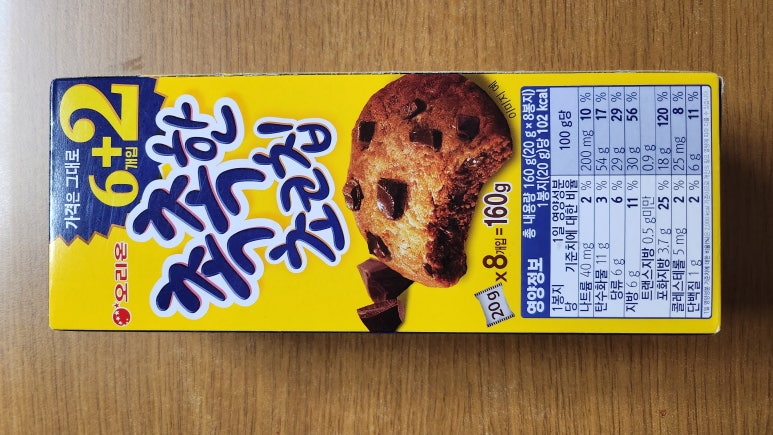 가격은 그대로
6+2
개입
오리온
촉촉한
초코칩
이미지 예
20g x 8개입 = 160g
영양정보
총 내용량 160 g(20 g × 8봉지)
1봉지(20 g)당 102 kcal
1봉지당 1일 영양성분 기준치에 대한 비율 100 g당
나트륨 40 mg 2 % 200 mg 10 %
탄수화물 11 g 3 % 54 g 17 %
당류 6 g 6 % 29 g 29 %
지방 6 g 11 % 30 g 56 %
트랜스지방 0.5 g미만 0.9 g
포화지방 3.7 g 25 % 18 g 120 %
콜레스테롤 5 mg 2 % 25 mg 8 %
단백질 1 g 2 % 6 g 11 %